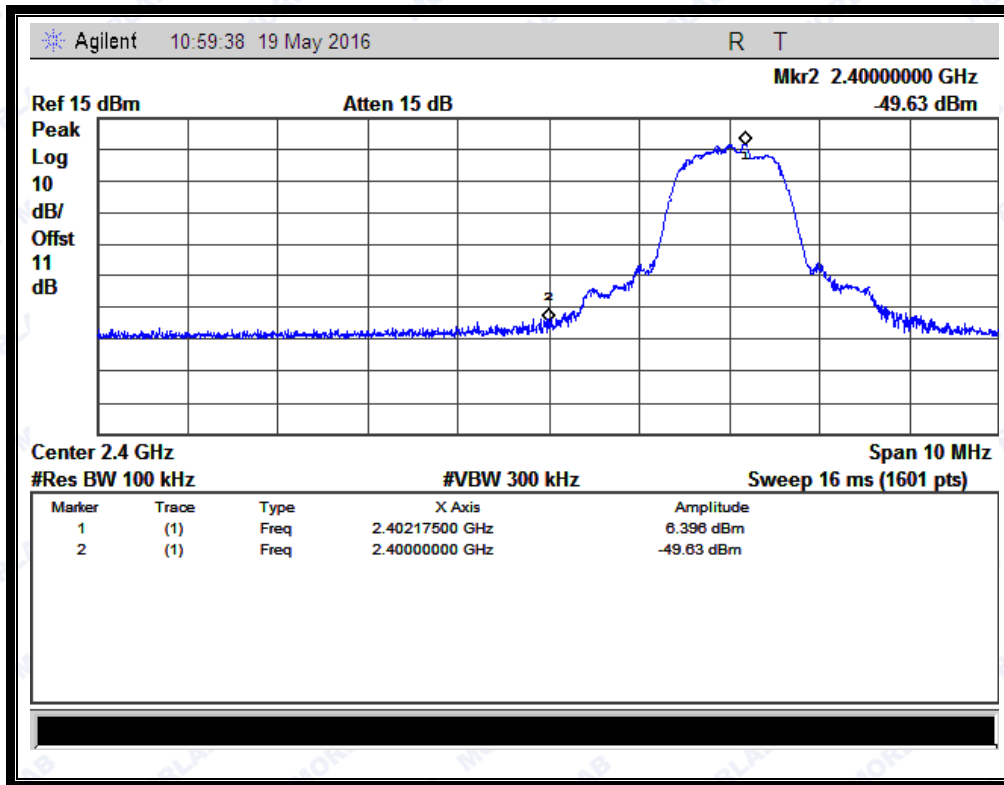 Agilent 10:59:38 19 May 2016 R T
Mkr2 2.40000000 GHz
Ref 15 dBm Atten 15 dB -49.63 dBm
Peak
Log
10
dB/
Offst
11
dB
1
2
Center 2.4 GHz Span 10 MHz
#Res BW 100 kHz #VBW 300 kHz Sweep 16 ms (1601 pts)
Marker Trace Type X Axis Amplitude
1 (1) Freq 2.40217500 GHz 6.396 dBm
2 (1) Freq 2.40000000 GHz -49.63 dBm